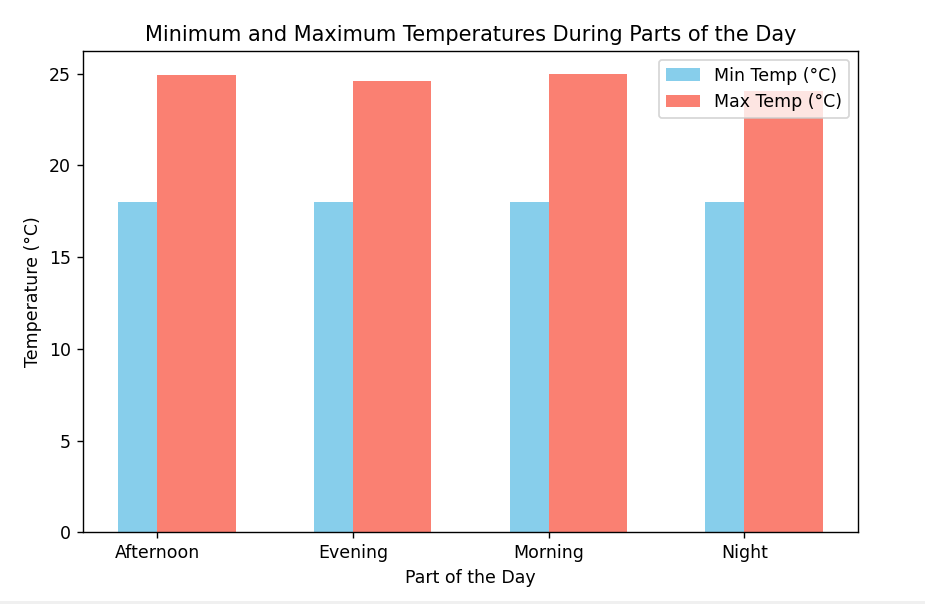 Minimum and Maximum Temperatures During Parts of the Day
Min Temp (°C)
Max Temp (°C)
Temperature (°C)
25
20
15
10
5
0
Afternoon Evening Morning Night
Part of the Day